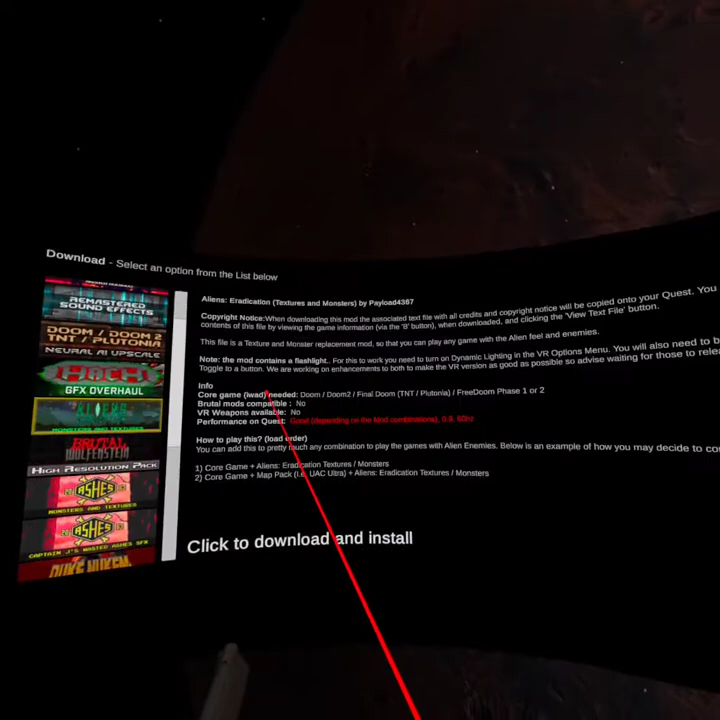 Download - Select an option from the List below
REMASTERED
SOUND EFFECTS
DOOM / DOOM 2
TNT / PLUTONIA
NEURAL AI UPSCALE
HACX
GFX OVERHAUL
ALIENS
MONSTERS AND TEXTURES
BRUTAL
WOLFENSTEIN
HIGH RESOLUTION PACK
ASHES
MONSTERS AND TEXTURES
ASHES
CAPTAIN J'S WASTED ASHES SFX
DUKE NUKEM
Aliens: Eradication (Textures and Monsters) by Payload4367
Copyright Notice:When downloading this mod the associated text file with all credits and copyright notice will be copied onto your Quest. You
contents of this file by viewing the game information (via the 'B' button), when downloaded, and clicking the 'View Text File' button.
This file is a Texture and Monster replacement mod, so that you can play any game with the Alien feel and enemies.
Note: the mod contains a flashlight.. For this to work you need to turn on Dynamic Lighting in the VR Options Menu. You will also need to
Toggle to a button. We are working on enhancements to both to make the VR version as good as possible so advise waiting for those to
Info
Core game (iwad) needed: Doom / Doom2 / Final Doom (TNT / Plutonia) / FreeDoom Phase 1 or 2
Brutal mods compatible : No
VR Weapons available: No
Performance on Quest: Good (depending on the Mod combinations), 0.9, 60hz
How to play this? (load order)
You can add this to pretty much any combination to play the games with Alien Enemies. Below is an example of how you may decide to
1) Core Game + Aliens: Eradication Textures / Monsters
2) Core Game + Map Pack (i.e. UAC Ultra) + Aliens: Eradication Textures / Monsters
Click to download and install